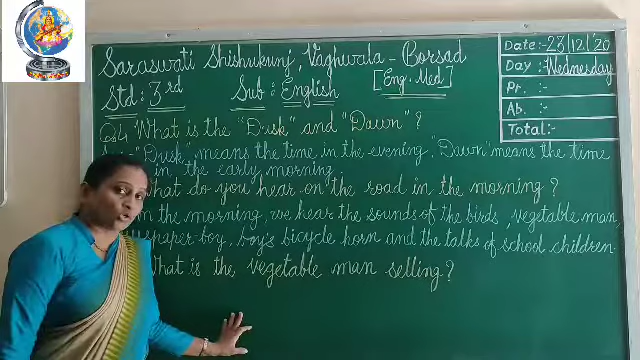 Saraswati Shishukunj, Vaghwala - Borsad
Std : 3rd Sub : English [Eng. Med]
Date:- 23/12/'20
Day:- Wednesday
Pr. :-
Ab. :-
Total:-
Q.4 What is the "Dusk" and "Dawn" ?
"Dusk" means the time in the evening. "Dawn" means the time
in the early morning
What do you hear on the road in the morning ?
In the morning, we hear the sounds of the birds, vegetable man,
paper-boy, boy's bicycle horn and the talks of school children.
What is the vegetable man selling?